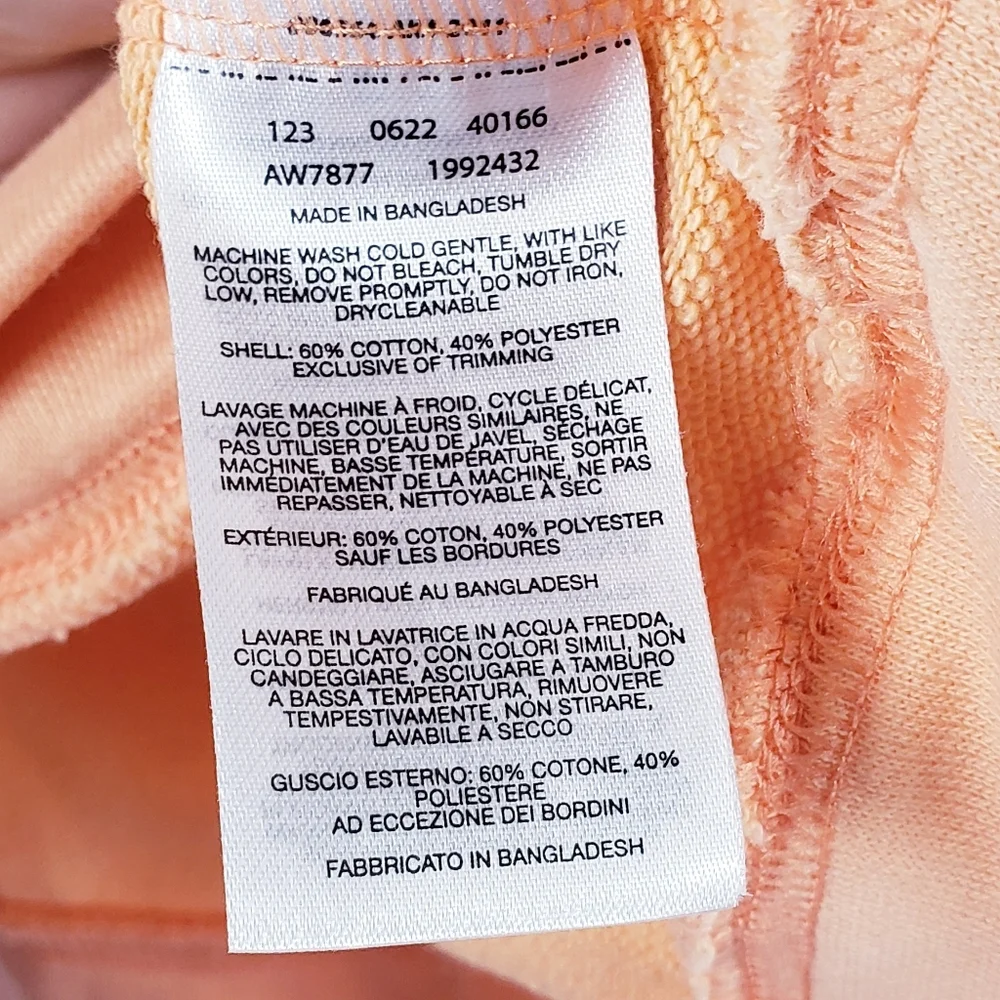 123 0622 40166
AW7877 1992432
MADE IN BANGLADESH
MACHINE WASH COLD GENTLE, WITH LIKE
COLORS, DO NOT BLEACH, TUMBLE DRY
LOW, REMOVE PROMPTLY, DO NOT IRON,
DRYCLEANABLE
SHELL: 60% COTTON, 40% POLYESTER
EXCLUSIVE OF TRIMMING
LAVAGE MACHINE À FROID, CYCLE DÉLICAT,
AVEC DES COULEURS SIMILAIRES, NE
PAS UTILISER D'EAU DE JAVEL, SÉCHAGE
MACHINE, BASSE TEMPÉRATURE, SORTIR
IMMÉDIATEMENT DE LA MACHINE, NE PAS
REPASSER, NETTOYABLE À SEC
EXTÉRIEUR: 60% COTON, 40% POLYESTER
SAUF LES BORDURES
FABRIQUÉ AU BANGLADESH
LAVARE IN LAVATRICE IN ACQUA FREDDA,
CICLO DELICATO, CON COLORI SIMILI, NON
CANDEGGIARE, ASCIUGARE A TAMBURO
A BASSA TEMPERATURA, RIMUOVERE
TEMPESTIVAMENTE, NON STIRARE,
LAVABILE A SECCO
GUSCIO ESTERNO: 60% COTONE, 40%
POLIESTERE
AD ECCEZIONE DEI BORDINI
FABBRICATO IN BANGLADESH